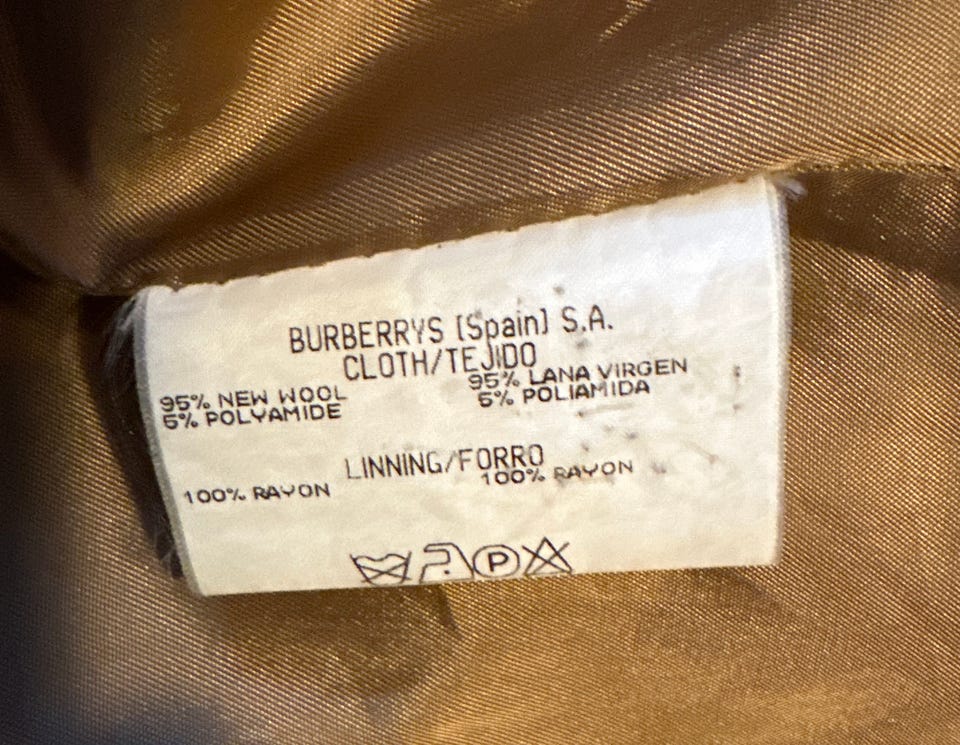 BURBERRYS [Spain] S.A.
CLOTH/TEJIDO
95% NEW WOOL 95% LANA VIRGEN
5% POLYAMIDE 5% POLIAMIDA
LINNING/FORRO
100% RAYON 100% RAYON
P